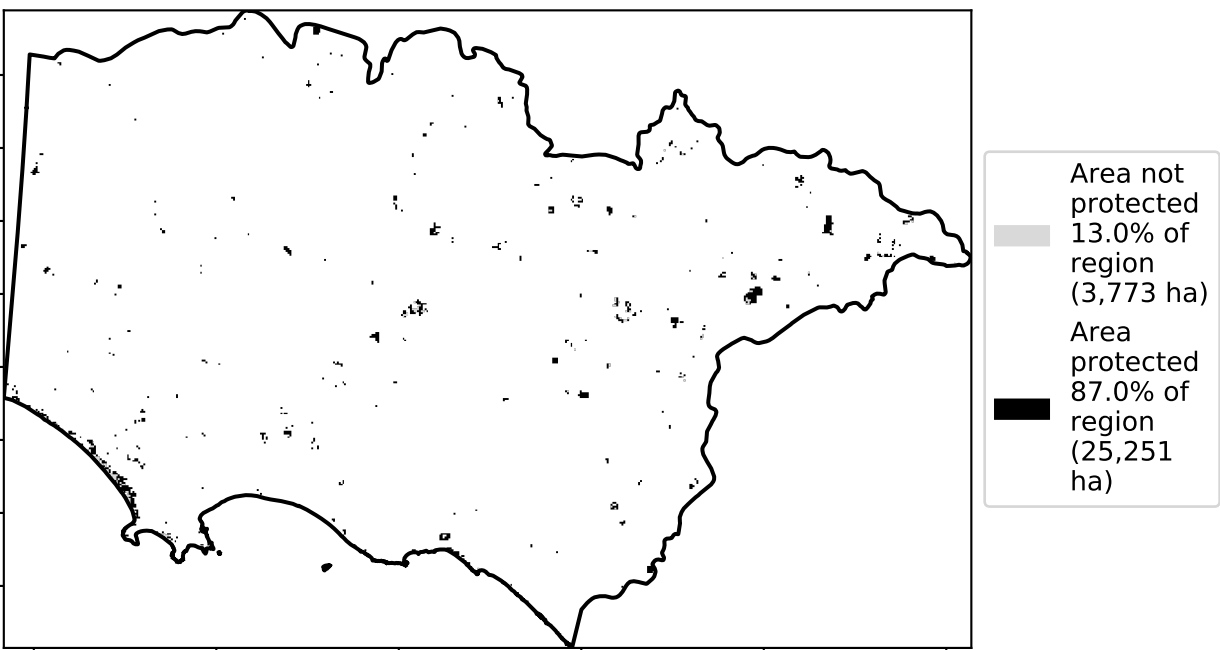 Area not
protected
13.0% of
region
(3,773 ha)
Area
protected
87.0% of
region
(25,251
ha)